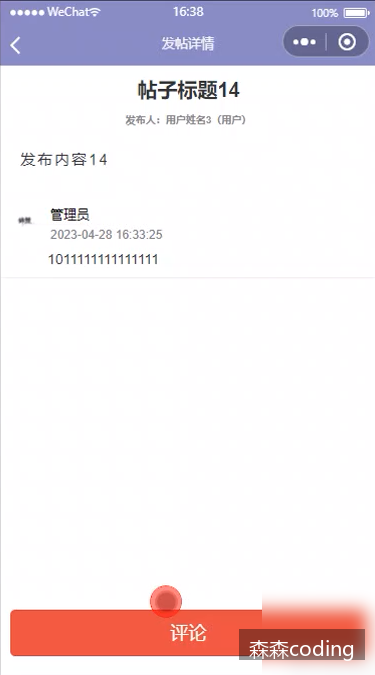 WeChat 16:38 100%
发帖详情
帖子标题14
发布人：用户姓名3（用户）
发布内容14
管理员
2023-04-28 16:33:25
1011111111111111
评论
森森coding